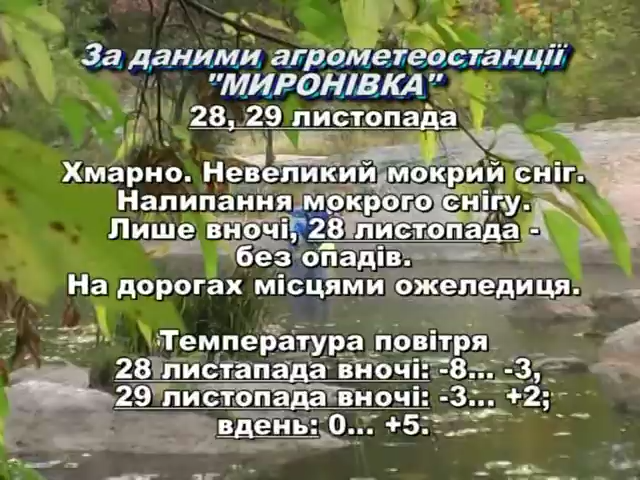 За даними агрометеостанції
"МИРОНІВКА"
28, 29 листопада
Хмарно. Невеликий мокрий сніг.
Налипання мокрого снігу.
Лише вночі, 28 листопада -
без опадів.
На дорогах місцями ожеледиця.
Температура повітря
28 листапада вночі: -8... -3,
29 листопада вночі: -3... +2;
вдень: 0... +5.